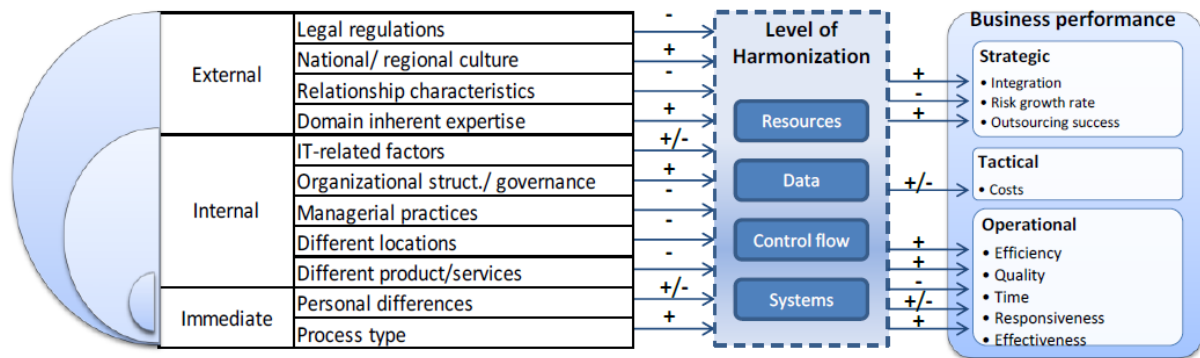 External
Legal regulations
National/ regional culture
Relationship characteristics
Domain inherent expertise
Internal
IT-related factors
Organizational struct./ governance
Managerial practices
Different locations
Different product/services
Immediate
Personal differences
Process type
-
+
-
+
+/-
+
-
-
-
+/-
+
Level of
Harmonization
Resources
Data
Control flow
Systems
+
-
+
+/-
+
+
-
+/-
+
Business performance
Strategic
• Integration
• Risk growth rate
• Outsourcing success
Tactical
• Costs
Operational
• Efficiency
• Quality
• Time
• Responsiveness
• Effectiveness